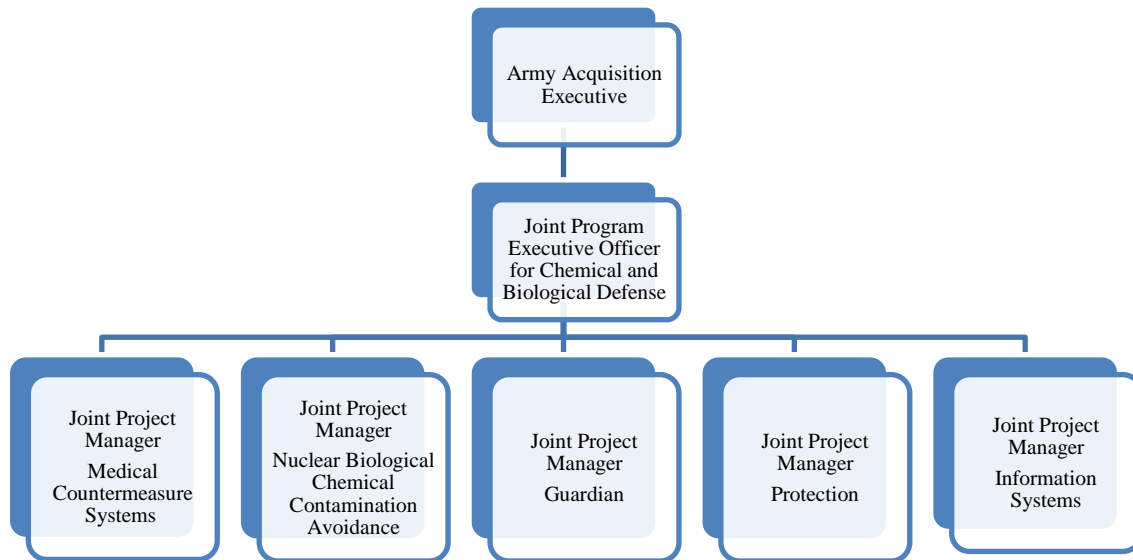 Army Acquisition
Executive
Joint Program
Executive Officer
for Chemical and
Biological Defense
Joint Project
Manager
Medical
Countermeasure
Systems
Joint Project
Manager
Nuclear Biological
Chemical
Contamination
Avoidance
Joint Project
Manager
Guardian
Joint Project
Manager
Protection
Joint Project
Manager
Information
Systems